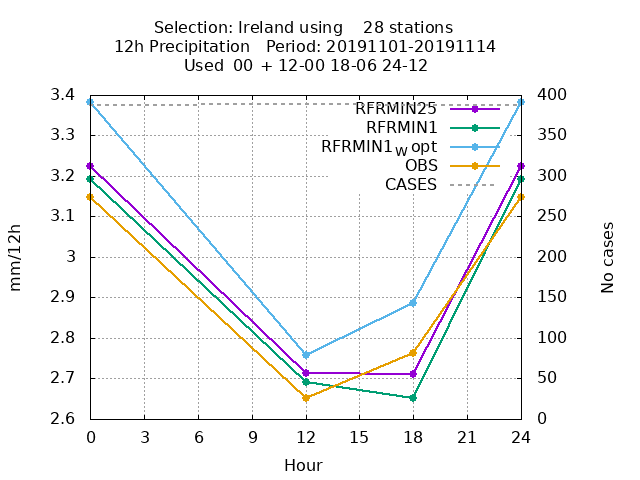 Selection: Ireland using    28 stations
12h Precipitation   Period: 20191101-20191114
Used  00 + 12-00 18-06 24-12
3.4
3.3
3.2
3.1
3
2.9
2.8
2.7
2.6
400
350
300
250
200
150
100
50
0
RFRMIN25
RFRMIN1
RFRMIN1w opt
OBS
CASES
mm/12h
No cases
0 3 6 9 12 15 18 21 24
Hour